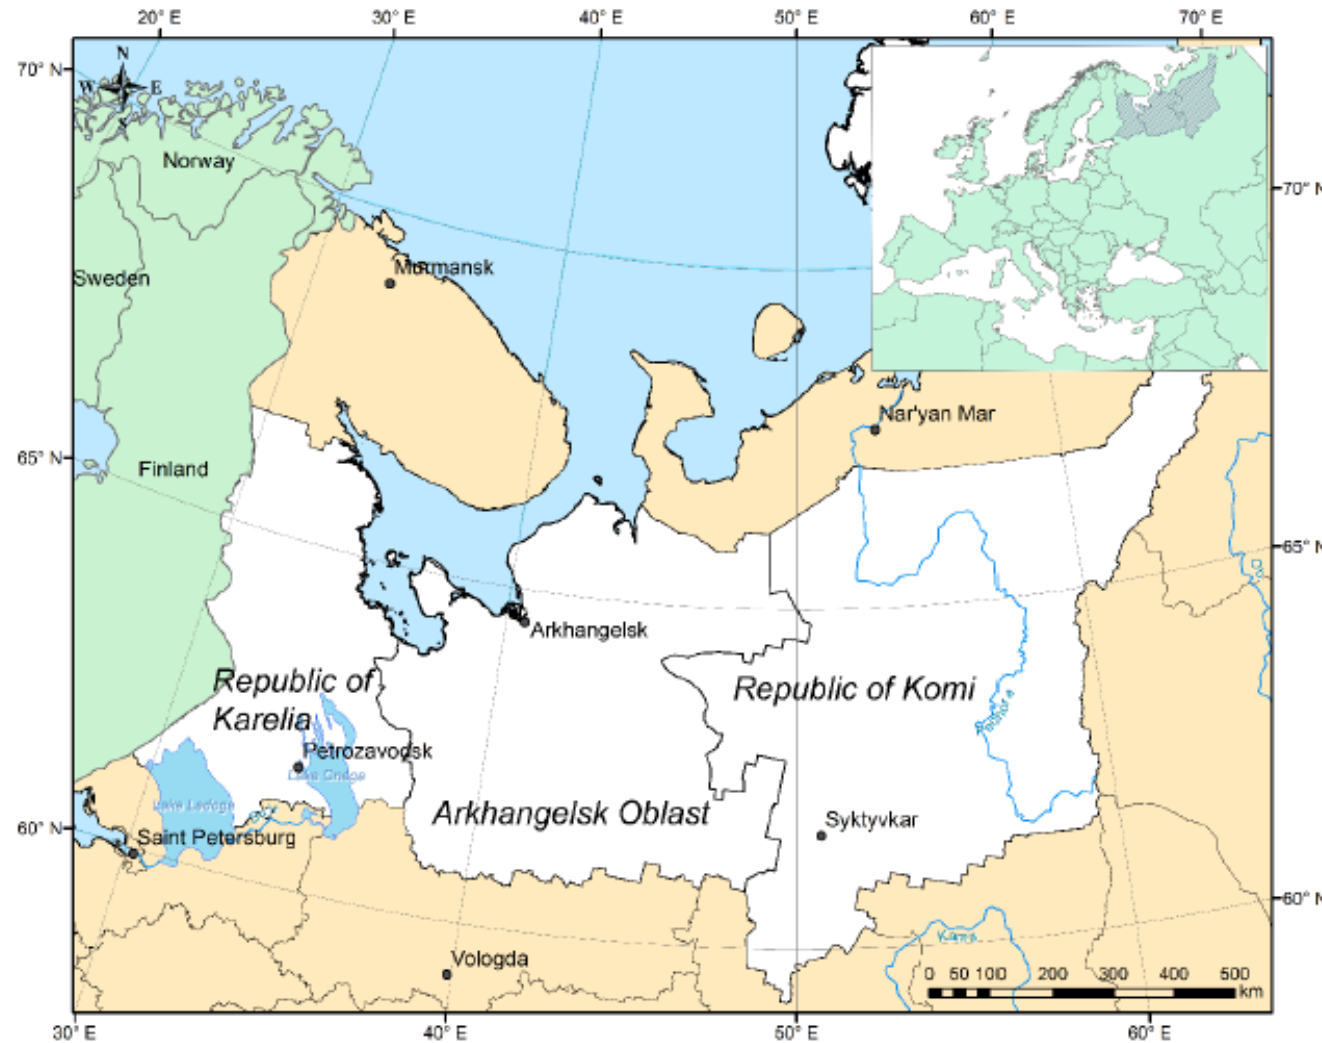 20° E
30° E
40° E
50° E
60° E
70° E
70° N
N
W
E
S
Norway
70° N
Murmansk
Sweden
Nar'yan Mar
65° N
Finland
65° N
Arkhangelsk
Republic of
Karelia
Republic of Komi
Pechora
Petrozavodsk
Lake Onega
Lake Ladoga
Arkhangelsk Oblast
Syktyvkar
60° N
Saint Petersburg
60° N
Kama
Vologda
0 50 100 200 300 400 500
km
30° E
40° E
50° E
60° E